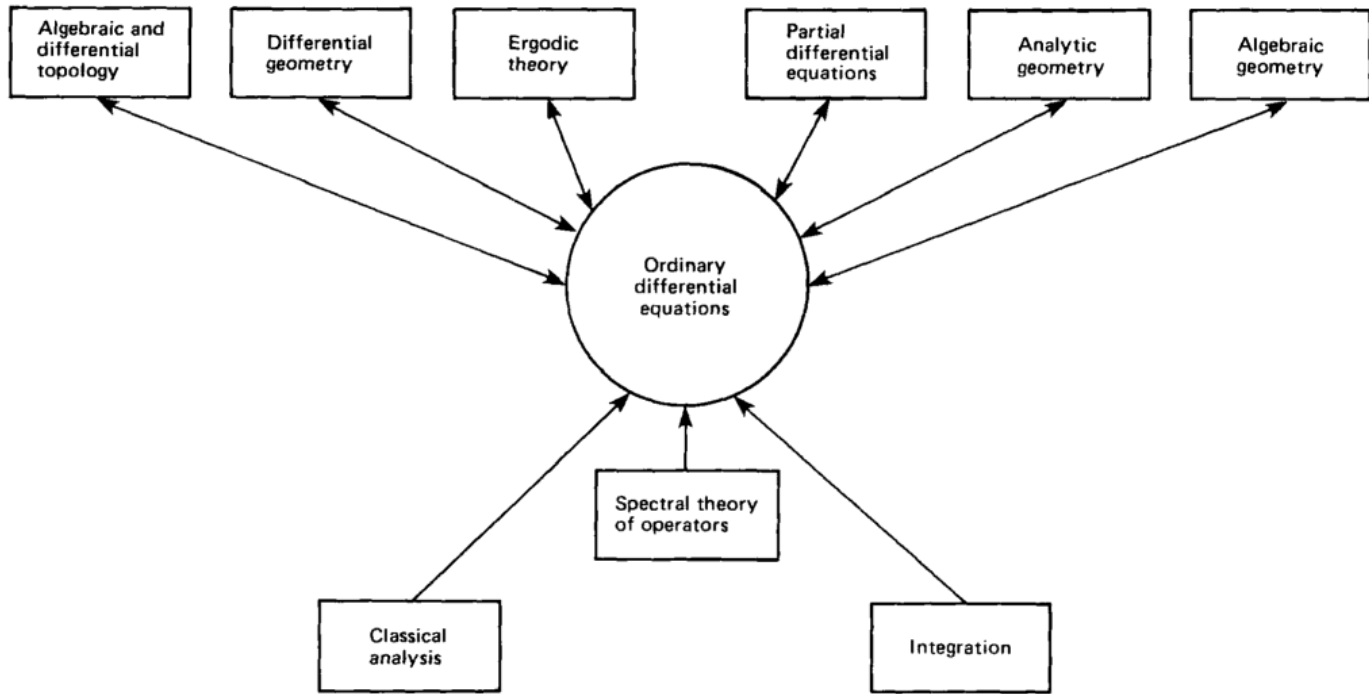 Algebraic and
differential
topology
Differential
geometry
Ergodic
theory
Partial
differential
equations
Analytic
geometry
Algebraic
geometry
Ordinary
differential
equations
Spectral theory
of operators
Classical
analysis
Integration